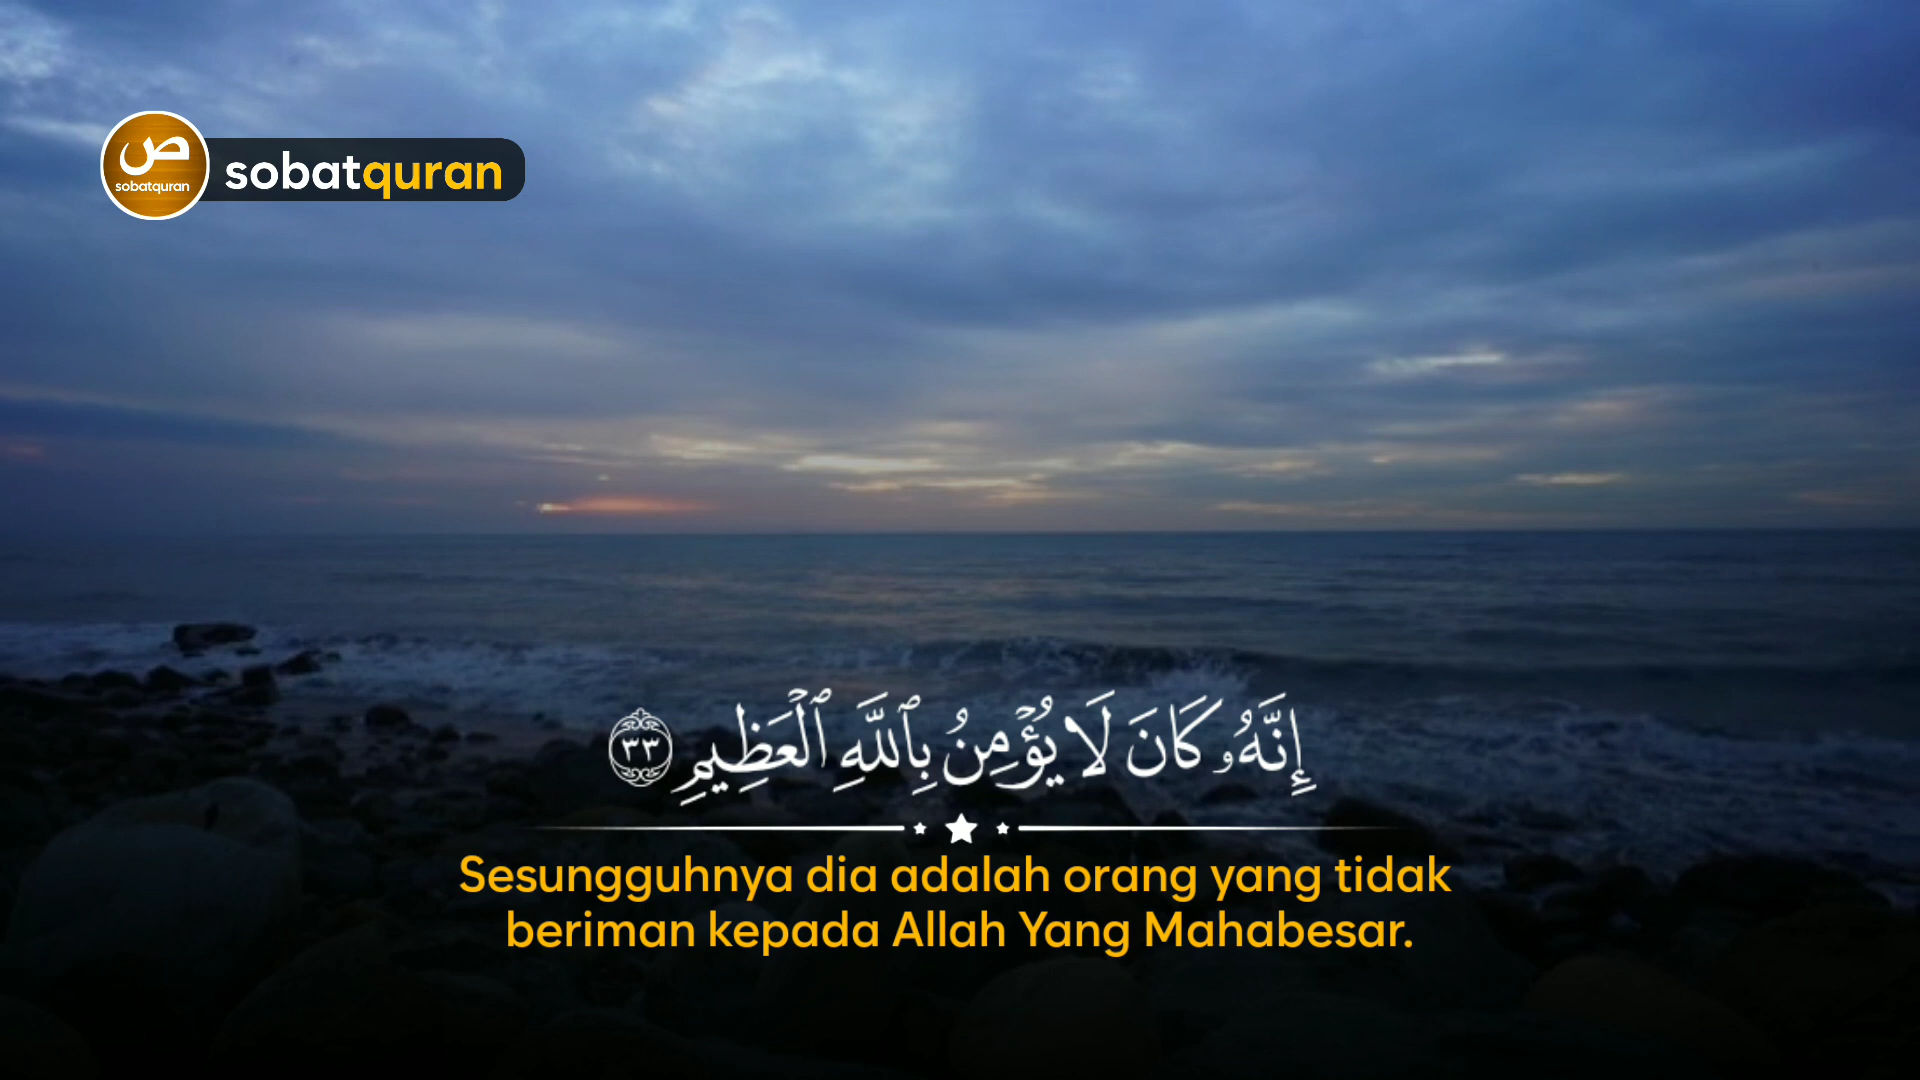 ص
sobatquran
sobatquran
إِنَّهُۥ كَانَ لَا يُؤۡمِنُ بِٱللَّهِ ٱلۡعَظِيمِ ٣٣
Sesungguhnya dia adalah orang yang tidak
beriman kepada Allah Yang Mahabesar.